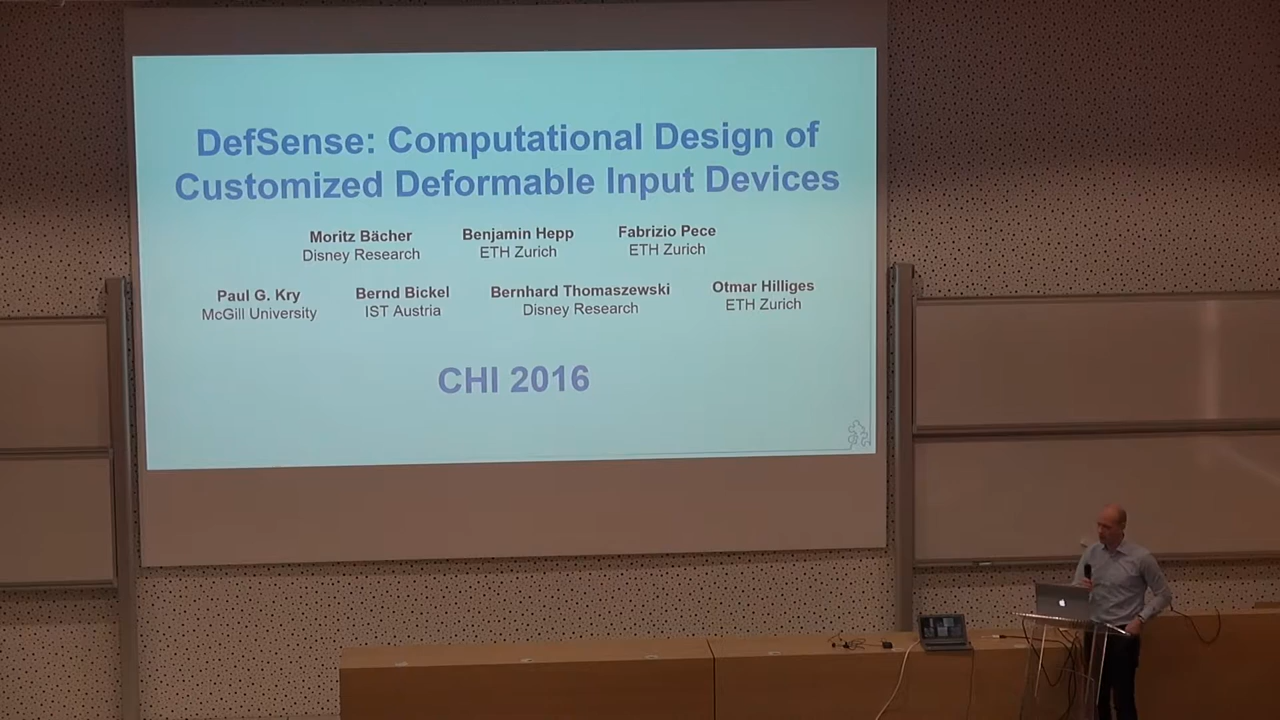 DefSense: Computational Design of
Customized Deformable Input Devices
Moritz Bächer Benjamin Hepp Fabrizio Pece
Disney Research ETH Zurich ETH Zurich
Paul G. Kry Bernd Bickel Bernhard Thomaszewski Otmar Hilliges
McGill University IST Austria Disney Research ETH Zurich
CHI 2016